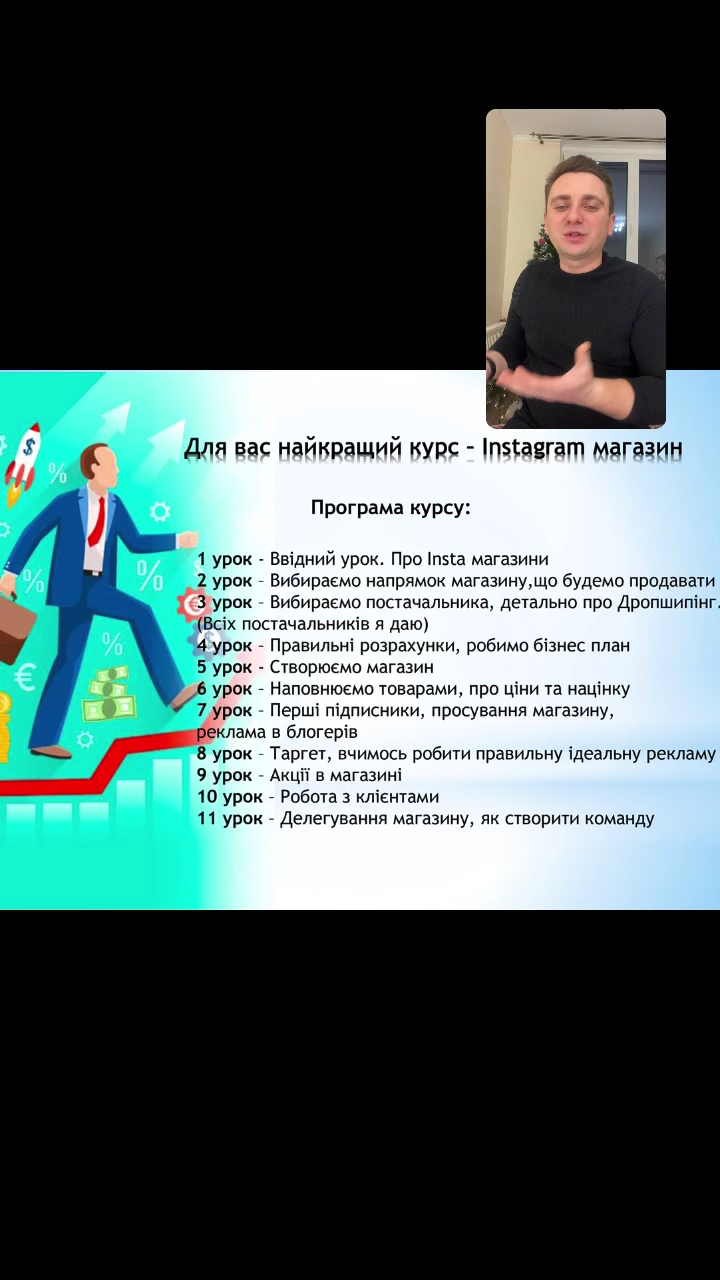 Для вас найкращий курс – Instagram магазин
Програма курсу:
1 урок - Ввідний урок. Про Insta магазини
2 урок – Вибираємо напрямок магазину,що будемо продавати
3 урок – Вибираємо постачальника, детально про Дропшипінг.
(Всіх постачальників я даю)
4 урок – Правильні розрахунки, робимо бізнес план
5 урок - Створюємо магазин
6 урок – Наповнюємо товарами, про ціни та націнку
7 урок – Перші підписники, просування магазину,
реклама в блогерів
8 урок – Таргет, вчимось робити правильну ідеальну рекламу
9 урок – Акції в магазині
10 урок – Робота з клієнтами
11 урок – Делегування магазину, як створити команду